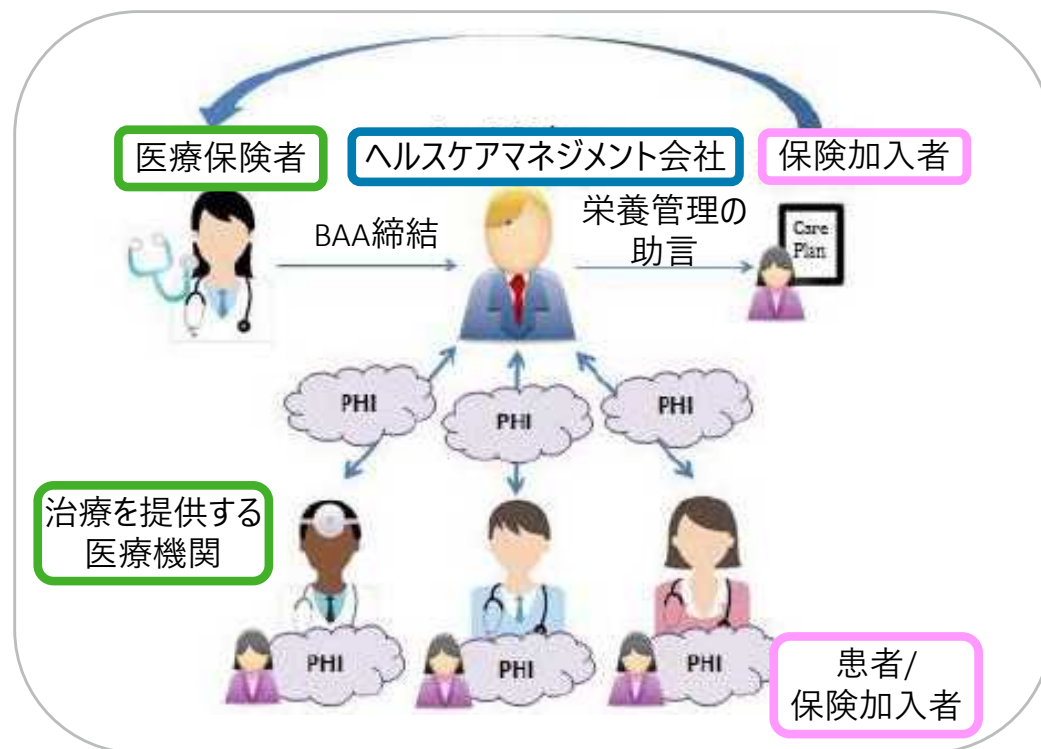 医療保険者
ヘルスケアマネジメント会社
保険加入者
BAA締結
栄養管理の
助言
Care
Plan
PHI
PHI
PHI
治療を提供する
医療機関
PHI
PHI
PHI
患者/
保険加入者